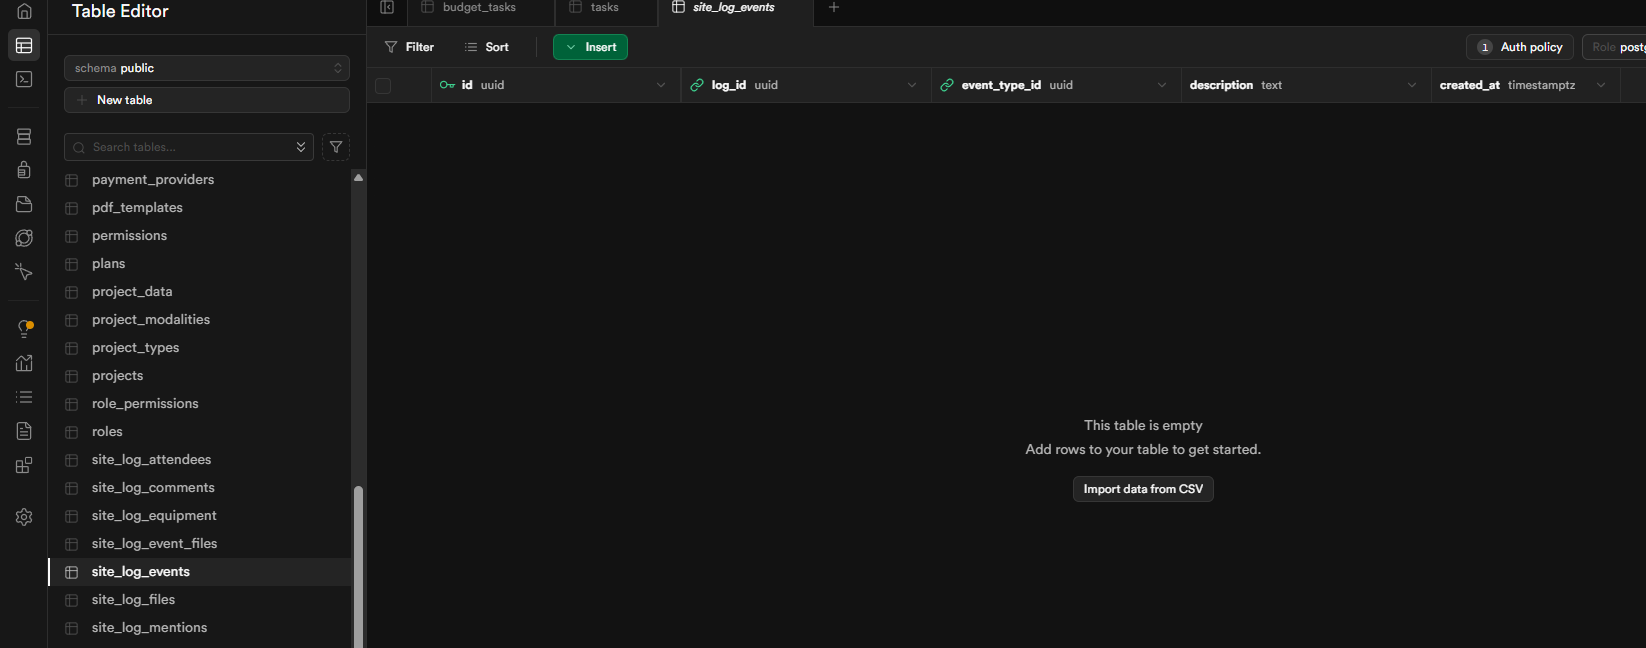 Table Editor
schema public
New table
Search tables...
payment_providers
pdf_templates
permissions
plans
project_data
project_modalities
project_types
projects
role_permissions
roles
site_log_attendees
site_log_comments
site_log_equipment
site_log_event_files
site_log_events
site_log_files
site_log_mentions
budget_tasks
tasks
site_log_events
Filter
Sort
Insert
1 Auth policy
Role
id uuid
log_id uuid
event_type_id uuid
description text
created_at timestamptz
This table is empty
Add rows to your table to get started.
Import data from CSV